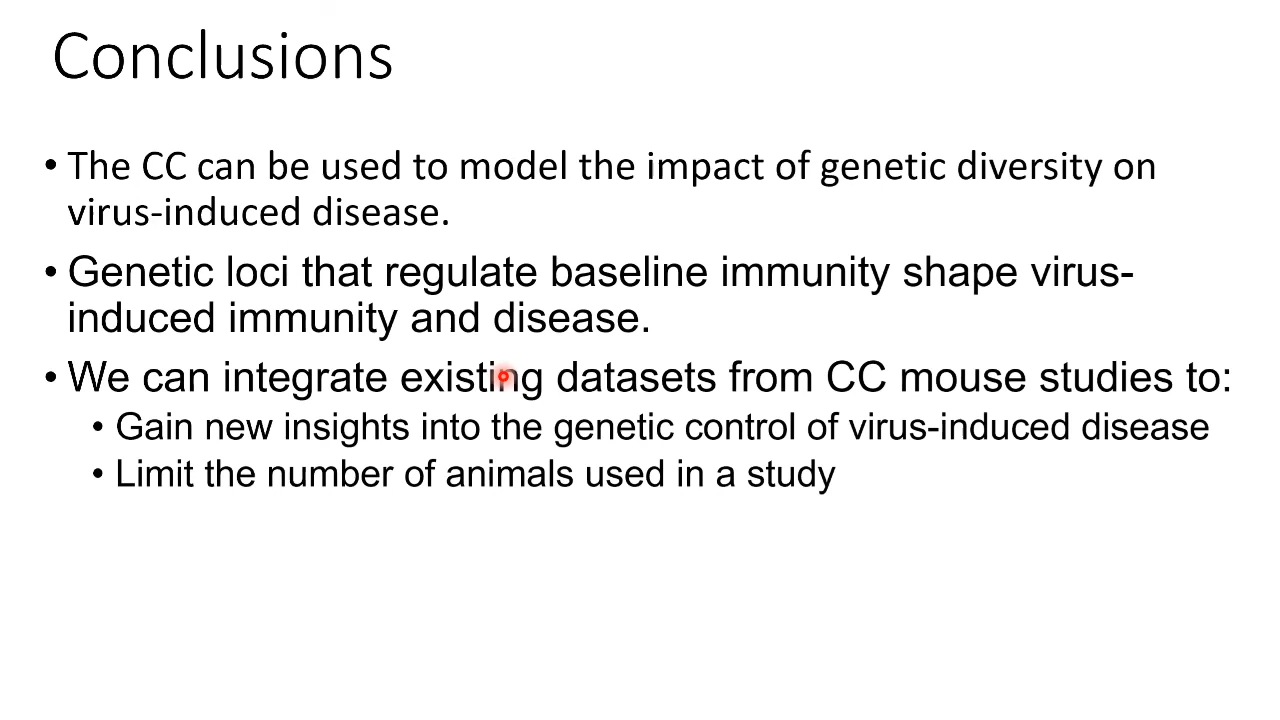 Conclusions
• The CC can be used to model the impact of genetic diversity on
virus-induced disease.
• Genetic loci that regulate baseline immunity shape virus-
induced immunity and disease.
• We can integrate existing datasets from CC mouse studies to:
• Gain new insights into the genetic control of virus-induced disease
• Limit the number of animals used in a study